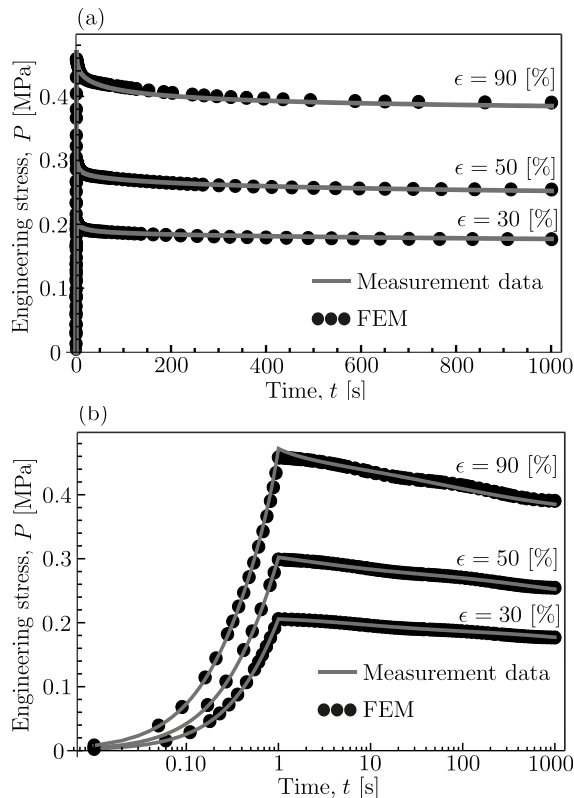 (a)
Engineering stress, P [MPa]
0.4
0.3
0.2
0.1
0
ϵ = 90 [%]
ϵ = 50 [%]
ϵ = 30 [%]
Measurement data
FEM
0 200 400 600 800 1000
Time, t [s]
(b)
Engineering stress, P [MPa]
0.4
0.3
0.2
0.1
0
ϵ = 90 [%]
ϵ = 50 [%]
ϵ = 30 [%]
Measurement data
FEM
0.10 1 10 100 1000
Time, t [s]